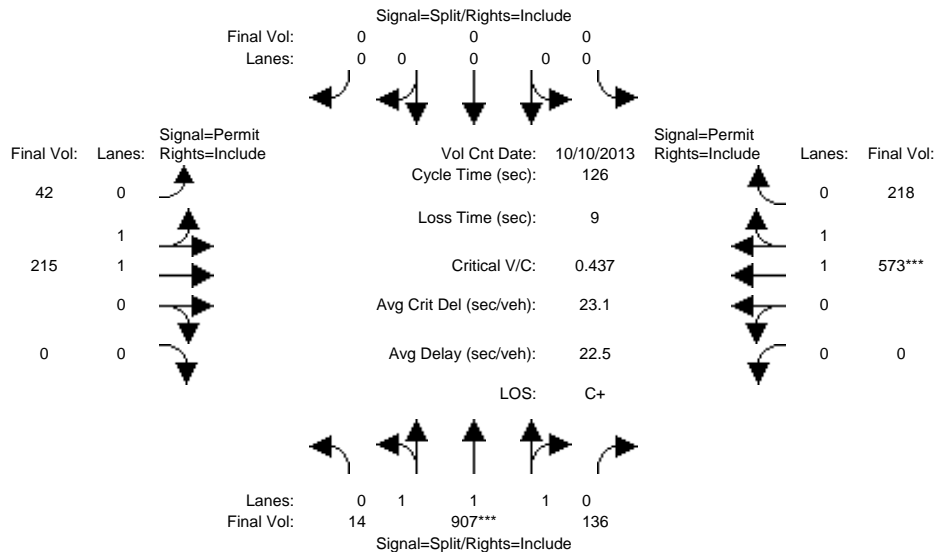 Signal=Split/Rights=Include
Final Vol: 0 0 0
Lanes: 0 0 0 0 0
Signal=Permit
Final Vol: Lanes: Rights=Include
Vol Cnt Date: 10/10/2013
Signal=Permit
Rights=Include Lanes: Final Vol:
Cycle Time (sec): 126
42 0
0 218
Loss Time (sec): 9
1
1
215 1
Critical V/C: 0.437
1 573***
0
Avg Crit Del (sec/veh): 23.1
0
0 0
Avg Delay (sec/veh): 22.5
0 0
LOS: C+
Lanes: 0 1 1 1 0
Final Vol: 14 907*** 136
Signal=Split/Rights=Include